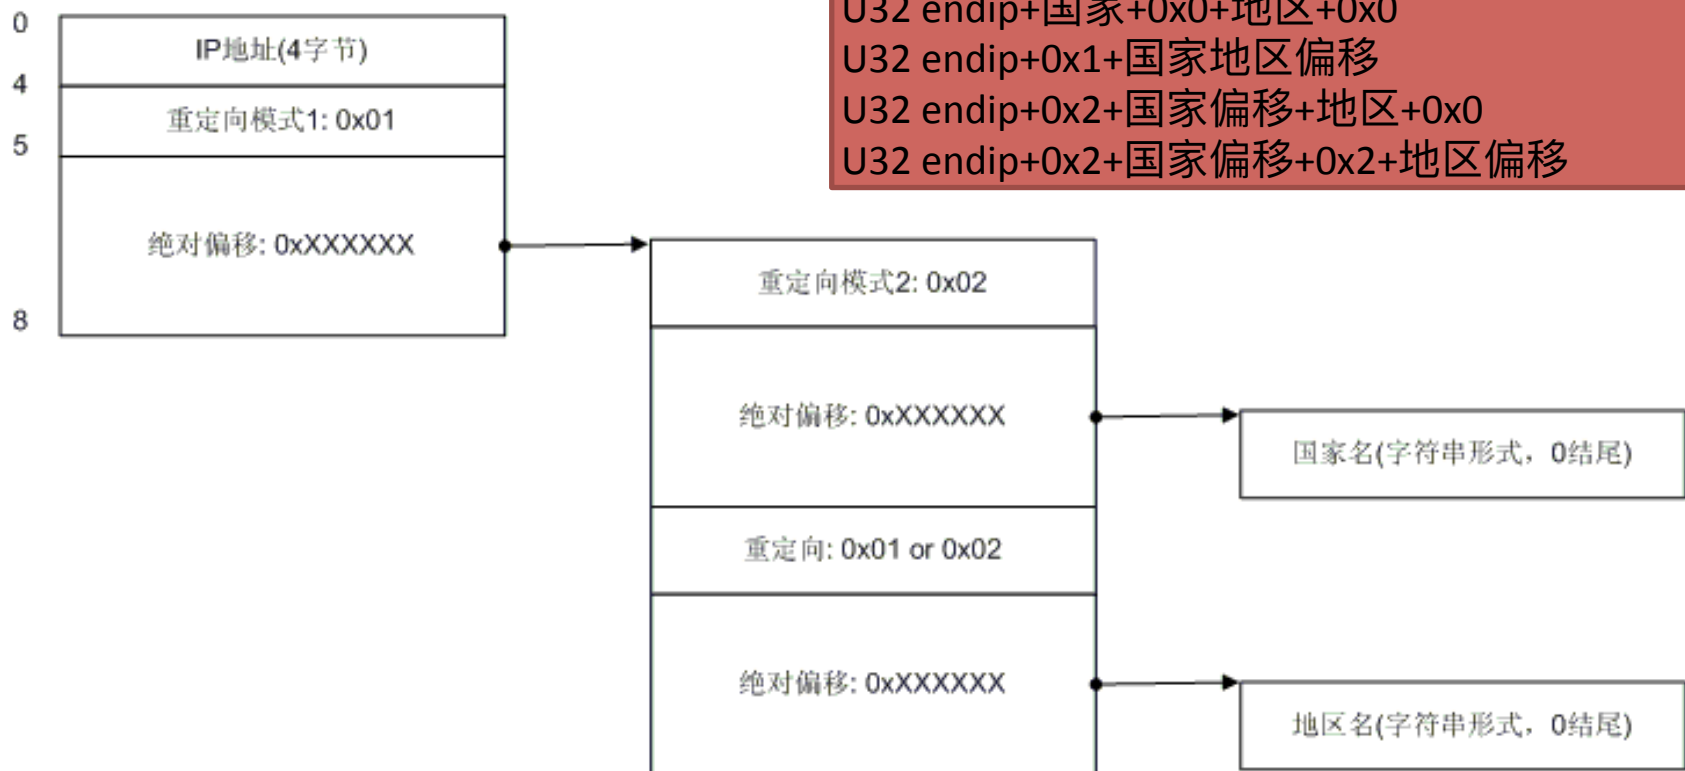 U32 endip+国家+0x0+地区+0x0
U32 endip+0x1+国家地区偏移
U32 endip+0x2+国家偏移+地区+0x0
U32 endip+0x2+国家偏移+0x2+地区偏移
0
IP地址(4字节)
4
重定向模式1: 0x01
5
绝对偏移: 0xXXXXXX
8
重定向模式2: 0x02
绝对偏移: 0xXXXXXX
国家名(字符串形式，0结尾)
重定向: 0x01 or 0x02
绝对偏移: 0xXXXXXX
地区名(字符串形式，0结尾)